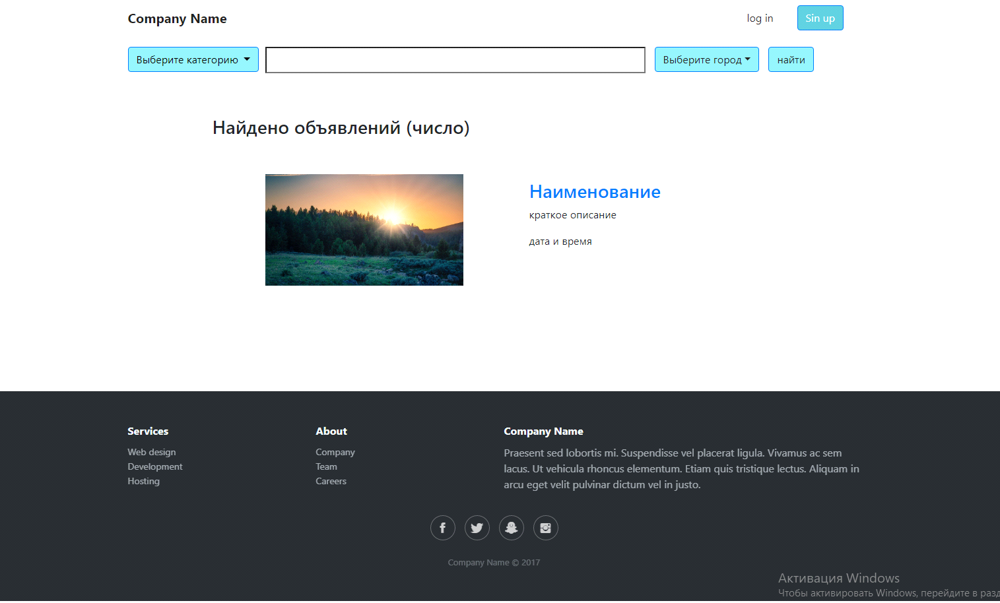 Company Name
log in
Sin up
Выберите категорию
Выберите город
найти
Найдено объявлений (число)
Наименование
краткое описание
дата и время
Services
Web design
Development
Hosting
About
Company
Team
Careers
Company Name
Praesent sed lobortis mi. Suspendisse vel placerat ligula. Vivamus ac sem
lacus. Ut vehicula rhoncus elementum. Etiam quis tristique lectus. Aliquam in
arcu eget velit pulvinar dictum vel in justo.
Company Name © 2017
Активация Windows
Чтобы активировать Windows, перейдите в разд